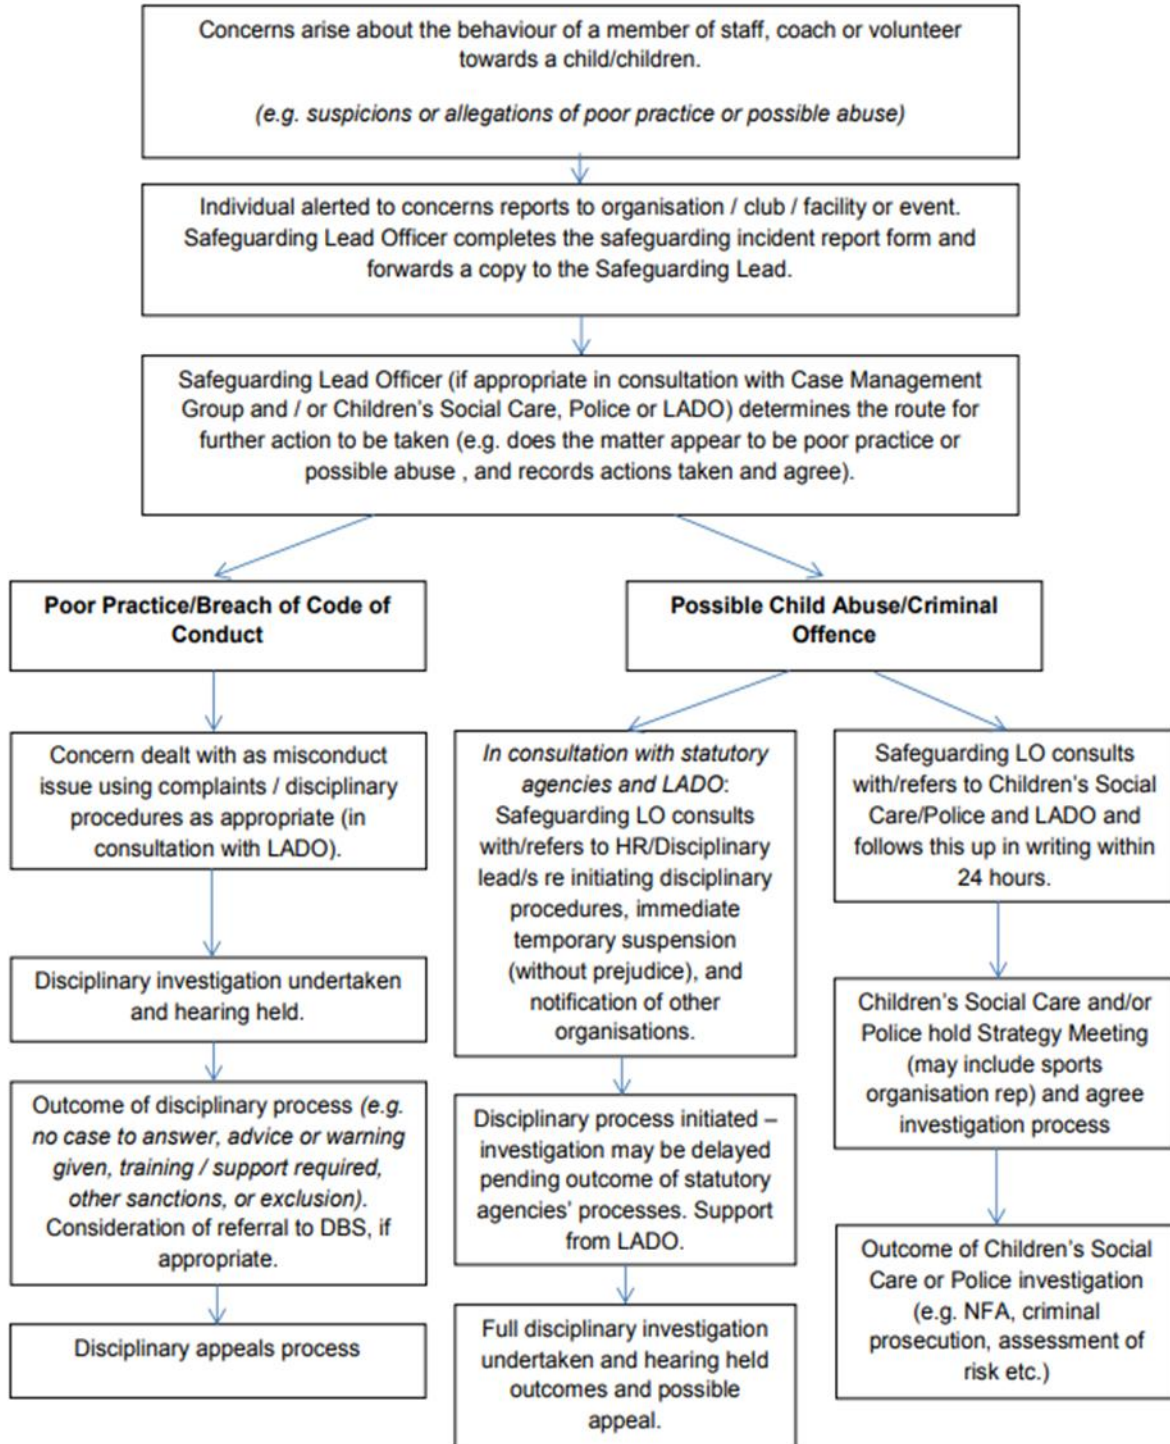 Concerns arise about the behaviour of a member of staff, coach or volunteer
towards a child/children.
(e.g. suspicions or allegations of poor practice or possible abuse)
Individual alerted to concerns reports to organisation / club / facility or event.
Safeguarding Lead Officer completes the safeguarding incident report form and
forwards a copy to the Safeguarding Lead.
Safeguarding Lead Officer (if appropriate in consultation with Case Management
Group and / or Children's Social Care, Police or LADO) determines the route for
further action to be taken (e.g. does the matter appear to be poor practice or
possible abuse , and records actions taken and agree).
Poor Practice/Breach of Code of
Conduct
Concern dealt with as misconduct
issue using complaints / disciplinary
procedures as appropriate (in
consultation with LADO).
Disciplinary investigation undertaken
and hearing held.
Outcome of disciplinary process (e.g.
no case to answer, advice or warning
given, training / support required,
other sanctions, or exclusion).
Consideration of referral to DBS, if
appropriate.
Disciplinary appeals process
Possible Child Abuse/Criminal
Offence
In consultation with statutory
agencies and LADO:
Safeguarding LO consults
with/refers to HR/Disciplinary
lead/s re initiating disciplinary
procedures, immediate
temporary suspension
(without prejudice), and
notification of other
organisations.
Disciplinary process initiated –
investigation may be delayed
pending outcome of statutory
agencies' processes. Support
from LADO.
Full disciplinary investigation
undertaken and hearing held
outcomes and possible
appeal.
Safeguarding LO consults
with/refers to Children's Social
Care/Police and LADO and
follows this up in writing within
24 hours.
Children's Social Care and/or
Police hold Strategy Meeting
(may include sports
organisation rep) and agree
investigation process
Outcome of Children's Social
Care or Police investigation
(e.g. NFA, criminal
prosecution, assessment of
risk etc.)